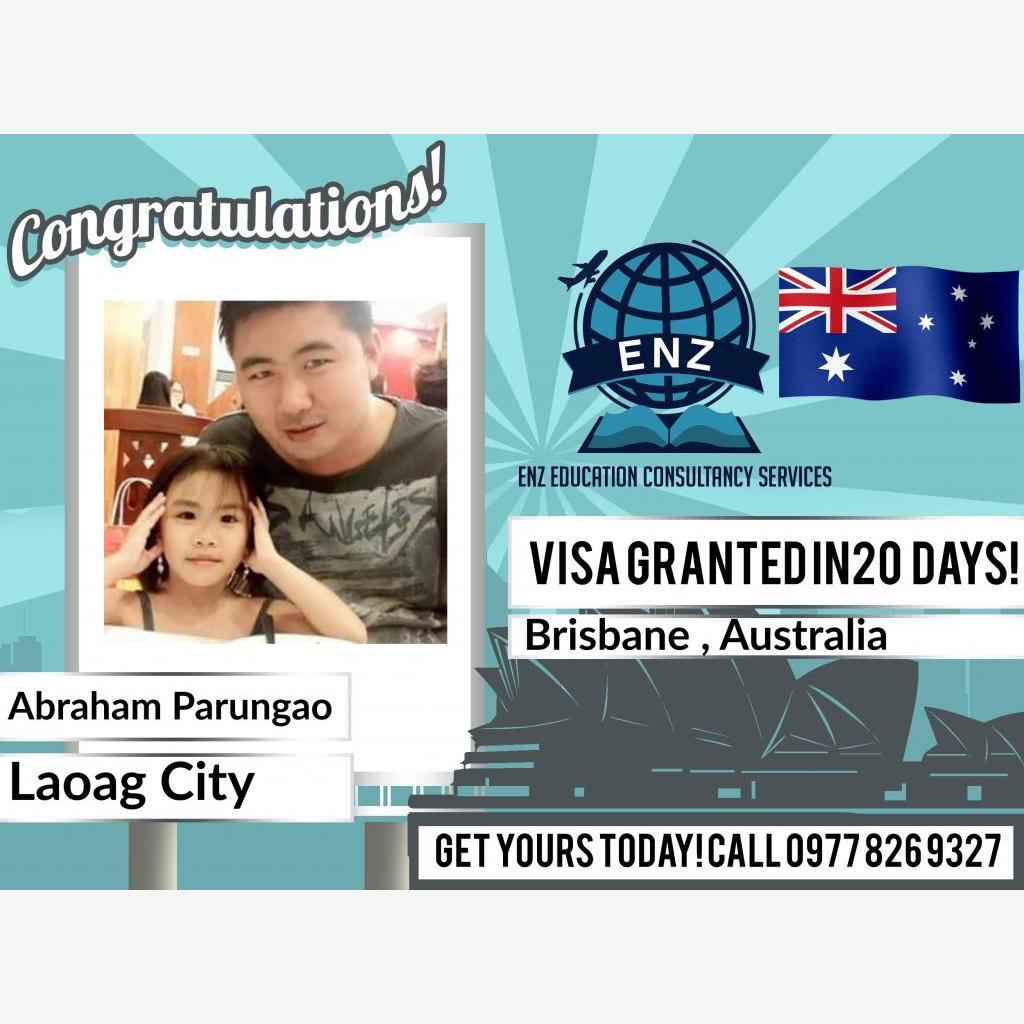 Congratulations!
ENZ
ENZ EDUCATION CONSULTANCY SERVICES
VISA GRANTED IN 20 DAYS!
Brisbane , Australia
Abraham Parungao
Laoag City
GET YOURS TODAY! CALL 0977 826 9327